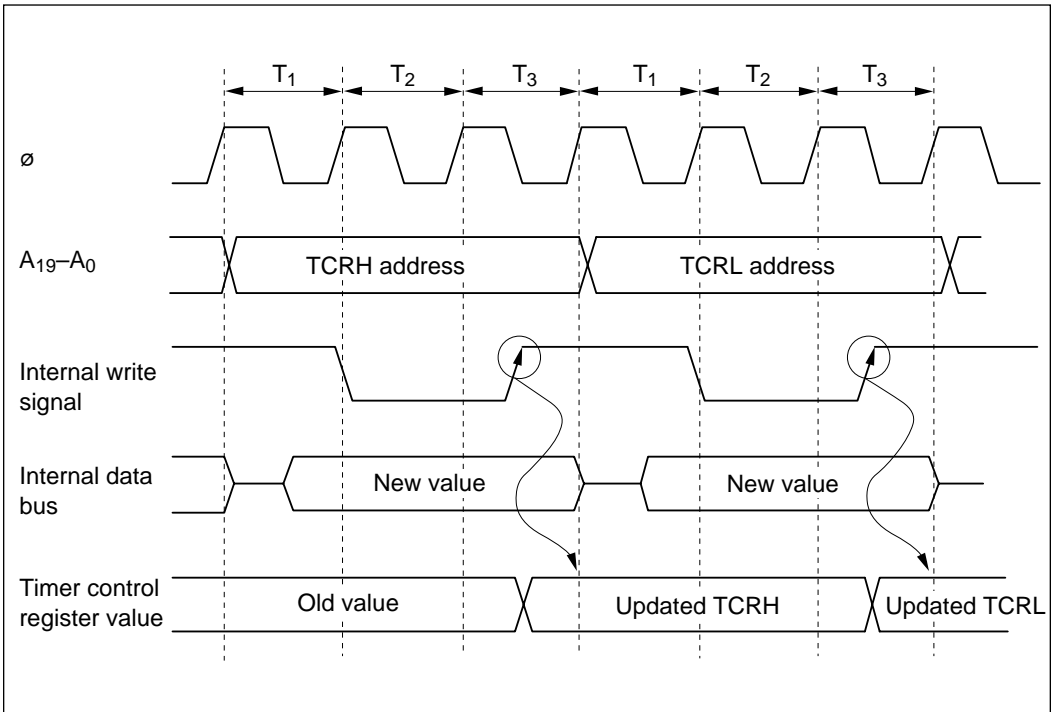 T1 T2 T3 T1 T2 T3
ø
A19–A0
TCRH address TCRL address
Internal write
signal
Internal data
bus
New value New value
Timer control
register value
Old value Updated TCRH Updated TCRL